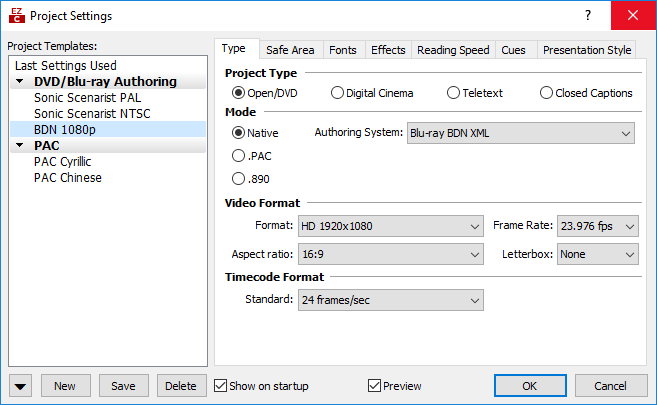 EZ
C
Project Settings
?
Project Templates:
Last Settings Used
DVD/Blu-ray Authoring
Sonic Scenarist PAL
Sonic Scenarist NTSC
BDN 1080p
PAC
PAC Cyrillic
PAC Chinese
Type Safe Area Fonts Effects Reading Speed Cues Presentation Style
Project Type
Open/DVD Digital Cinema Teletext Closed Captions
Mode
Native Authoring System: Blu-ray BDN XML
.PAC
.890
Video Format
Format: HD 1920x1080 Frame Rate: 23.976 fps
Aspect ratio: 16:9 Letterbox: None
Timecode Format
Standard: 24 frames/sec
New Save Delete Show on startup Preview OK Cancel